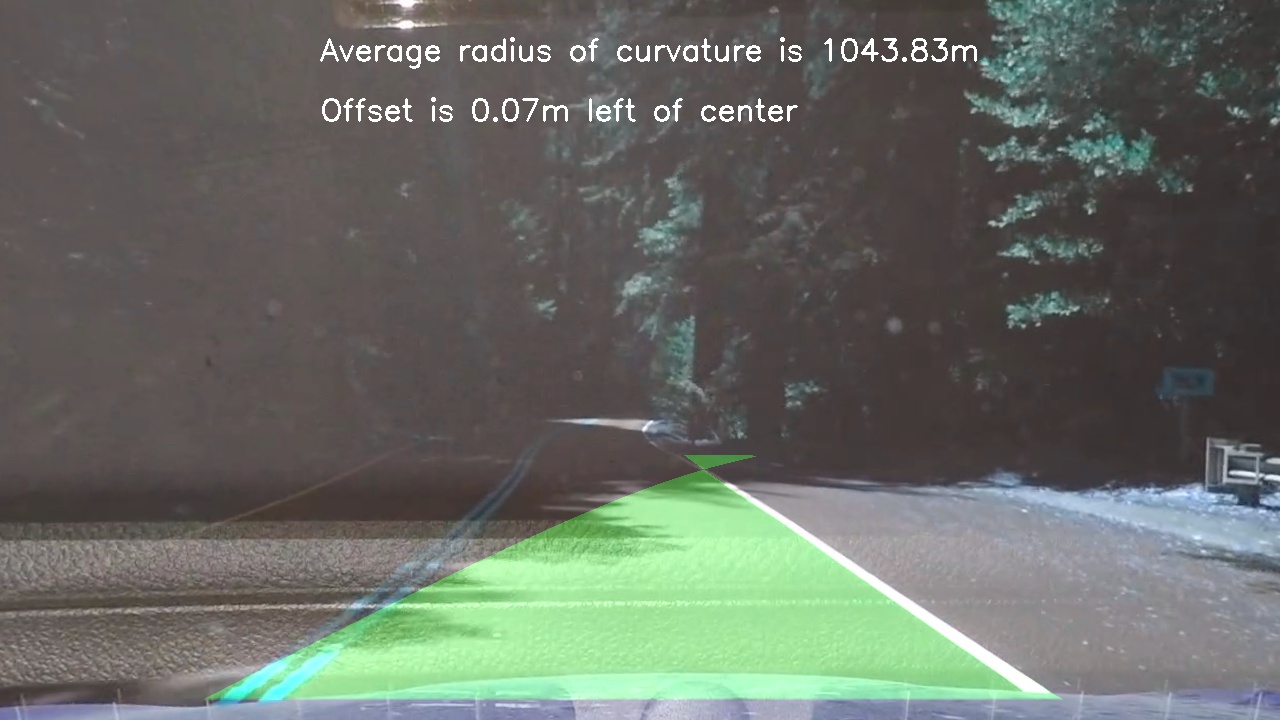 Average radius of curvature is 1043.83m
Offset is 0.07m left of center